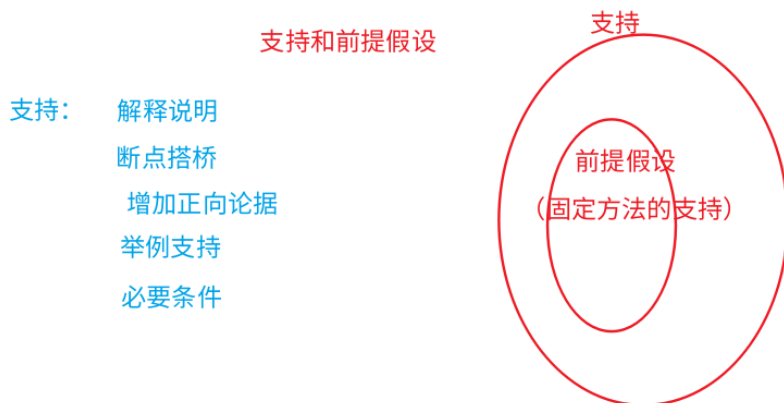 支持和前提假设
支持
支持： 解释说明
断点搭桥
增加正向论据
举例支持
必要条件
前提假设
（固定方法的支持）